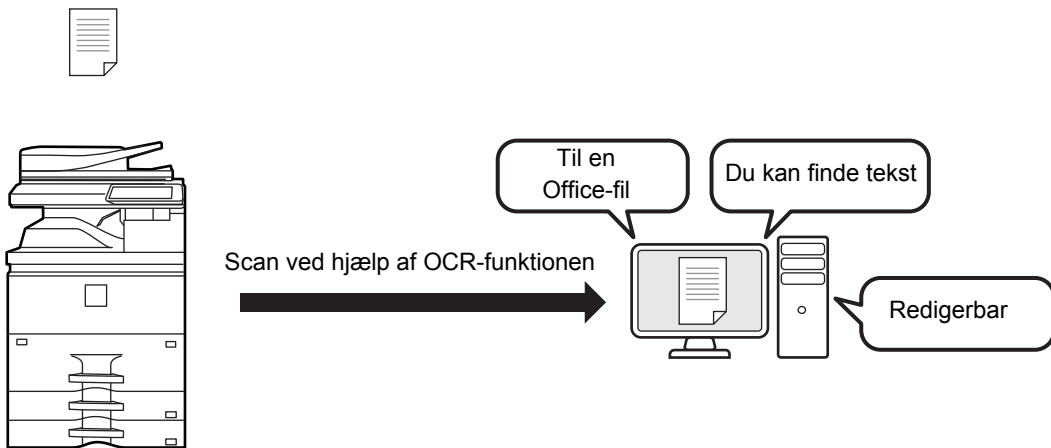 Til en
Office-fil
Du kan finde tekst
Scan ved hjælp af OCR-funktionen
Redigerbar